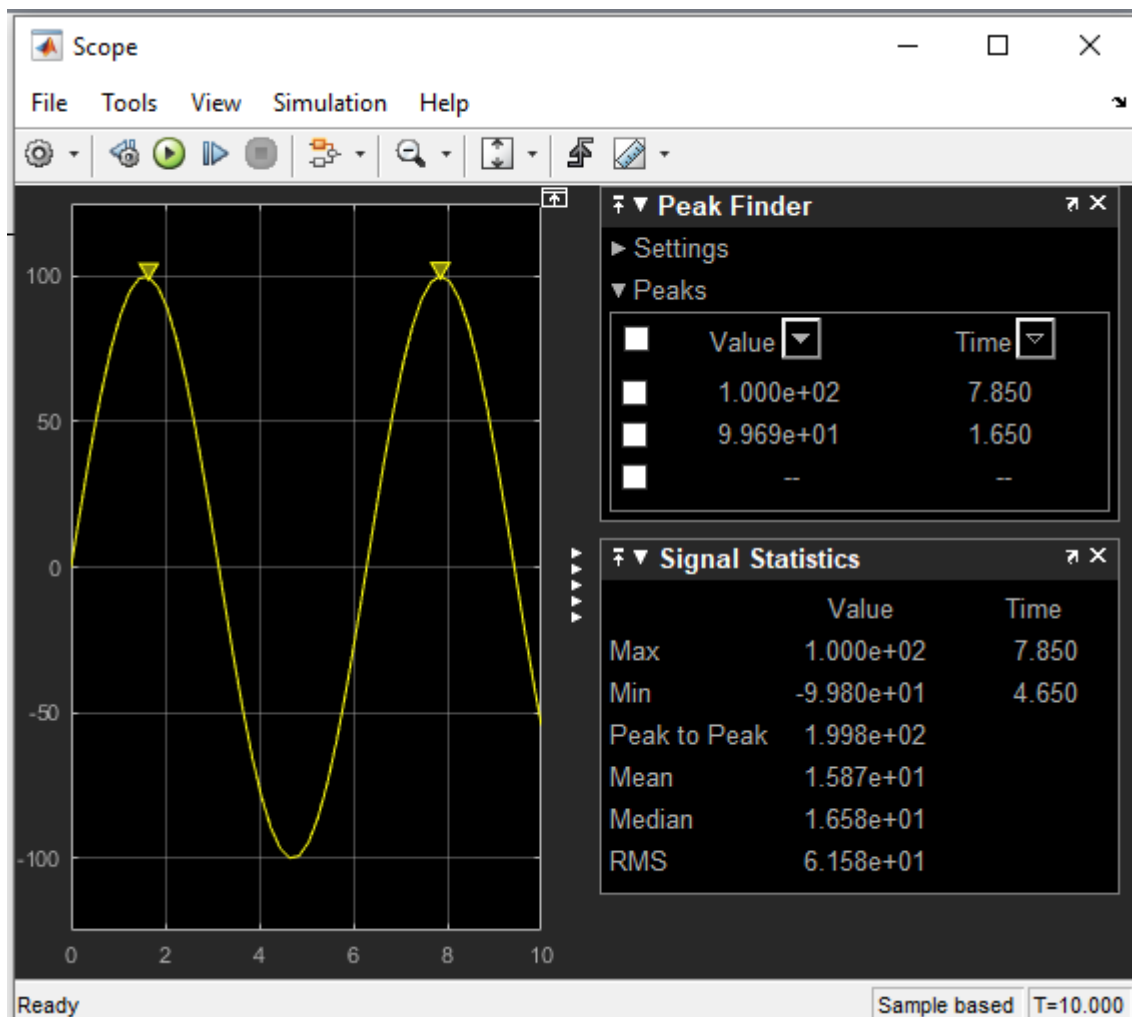 Scope
File Tools View Simulation Help
Peak Finder
Settings
Peaks
Value Time
1.000e+02 7.850
9.969e+01 1.650
-- --
Signal Statistics
Value Time
Max 1.000e+02 7.850
Min -9.980e+01 4.650
Peak to Peak 1.998e+02
Mean 1.587e+01
Median 1.658e+01
RMS 6.158e+01
100
50
0
-50
-100
0 2 4 6 8 10
Ready Sample based T=10.000